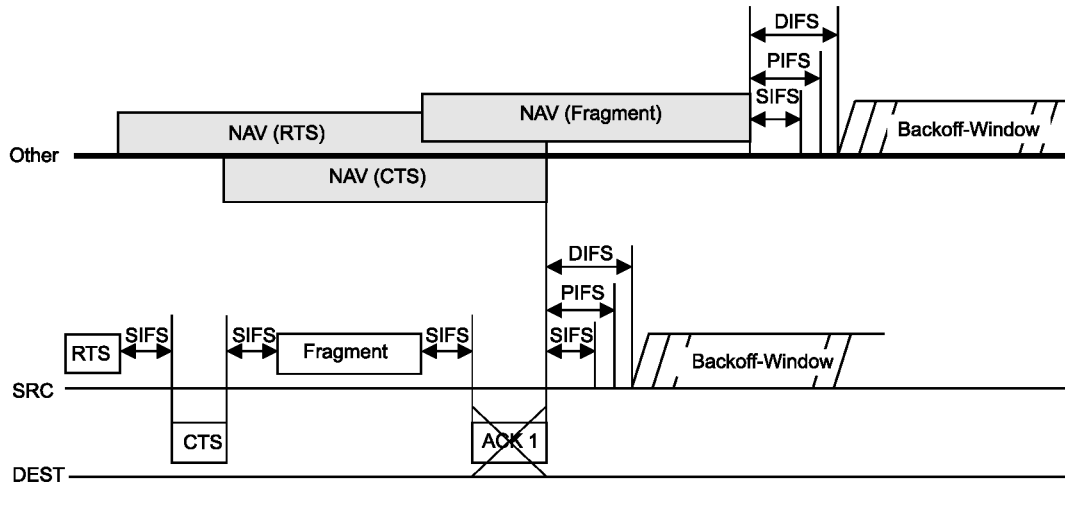 DIFS
PIFS
SIFS
NAV (Fragment)
NAV (RTS)
Backoff-Window
Other
NAV (CTS)
DIFS
PIFS
SIFS
SIFS
SIFS
SIFS
RTS
Fragment
Backoff-Window
SRC
CTS
ACK 1
DEST